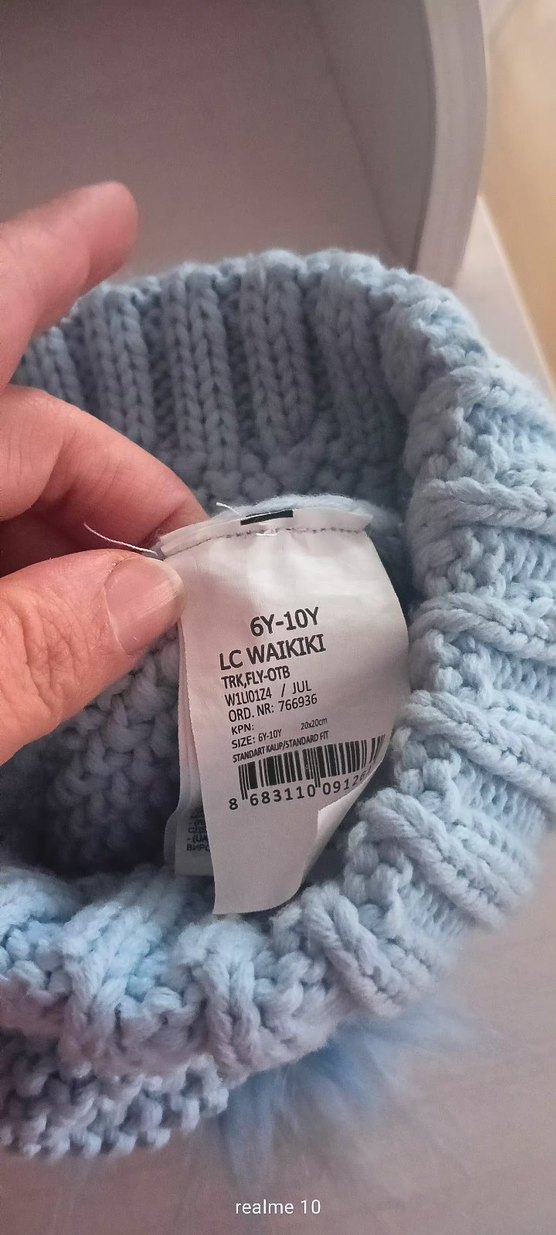 6Y-10Y
LC WAIKIKI
TRK,FLY-OTB
W1LI01Z4 / JUL
ORD. NR: 766936
KPN:
SIZE: 6Y-10Y 20x20cm
STANDART KALIP/STANDARD FIT
8 683110
realme 10